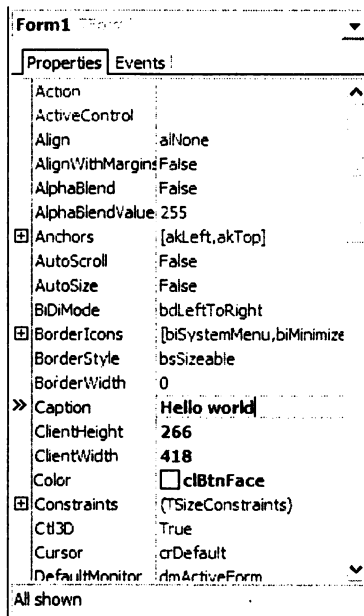 Form1 TForm1
Properties Events
Action
ActiveControl
Align alNone
AlignWithMargins False
AlphaBlend False
AlphaBlendValue 255
Anchors [akLeft,akTop]
AutoScroll False
AutoSize False
BiDiMode bdLeftToRight
BorderIcons [biSystemMenu,biMinimize
BorderStyle bsSizeable
BorderWidth 0
Caption Hello world
ClientHeight 266
ClientWidth 418
Color clBtnFace
Constraints (TSizeConstraints)
Ctl3D True
Cursor crDefault
DefaultMonitor dmActiveForm
All shown